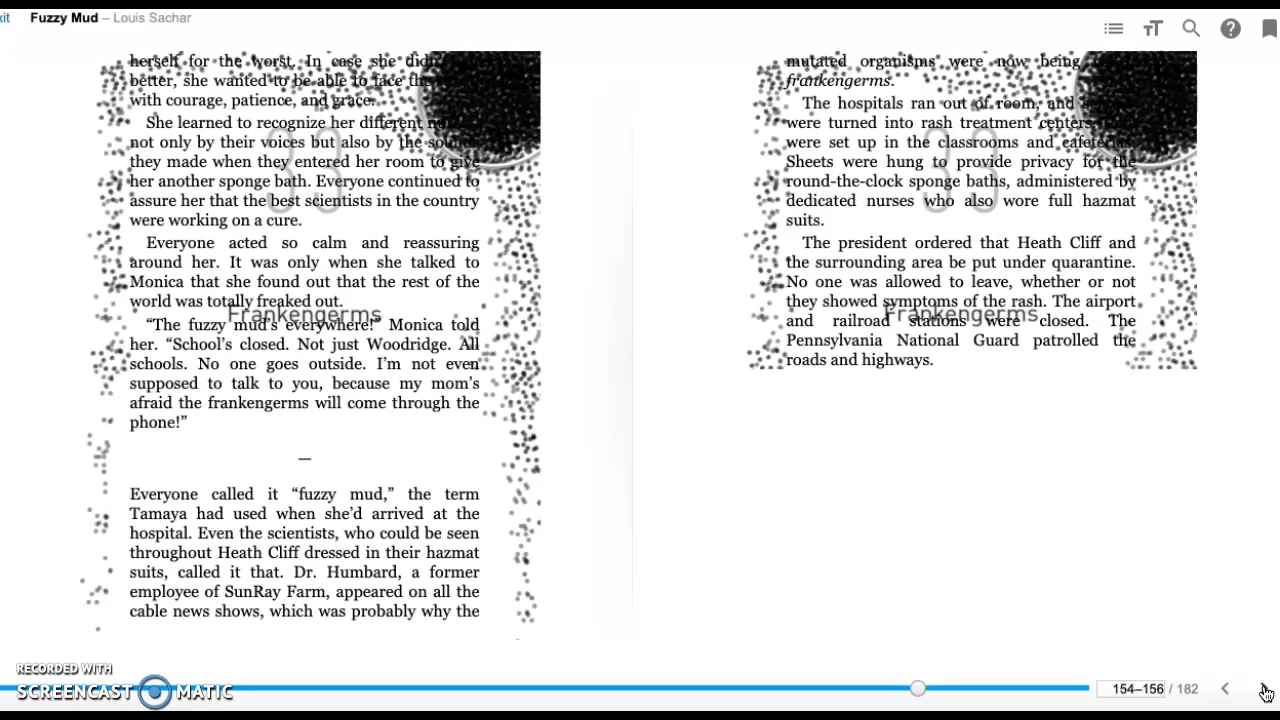 xit Fuzzy Mud – Louis Sachar
herself for the worst. In case she didn't
better, she wanted to be able to face the
with courage, patience, and grace.
She learned to recognize her different
not only by their voices but also by the sounds
they made when they entered her room to give
her another sponge bath. Everyone continued to
assure her that the best scientists in the country
were working on a cure.
33
Everyone acted so calm and reassuring
around her. It was only when she talked to
Monica that she found out that the rest of the
world was totally freaked out.
Frankengerms
“The fuzzy mud’s everywhere!” Monica told
her. “School’s closed. Not just Woodridge. All
schools. No one goes outside. I’m not even
supposed to talk to you, because my mom’s
afraid the frankengerms will come through the
phone!”
—
Everyone called it “fuzzy mud,” the term
Tamaya had used when she’d arrived at the
hospital. Even the scientists, who could be seen
throughout Heath Cliff dressed in their hazmat
suits, called it that. Dr. Humbard, a former
employee of SunRay Farm, appeared on all the
cable news shows, which was probably why the
mutated organisms were now being
frankengerms.
The hospitals ran out of room, and
were turned into rash treatment centers.
were set up in the classrooms and cafeterias.
Sheets were hung to provide privacy for the
round-the-clock sponge baths, administered by
dedicated nurses who also wore full hazmat
suits.
33
The president ordered that Heath Cliff and
the surrounding area be put under quarantine.
No one was allowed to leave, whether or not
they showed symptoms of the rash. The airport
Frankengerms
and railroad stations were closed. The
Pennsylvania National Guard patrolled the
roads and highways.
RECORDED WITH
SCREENCAST MATIC
154–156 / 182